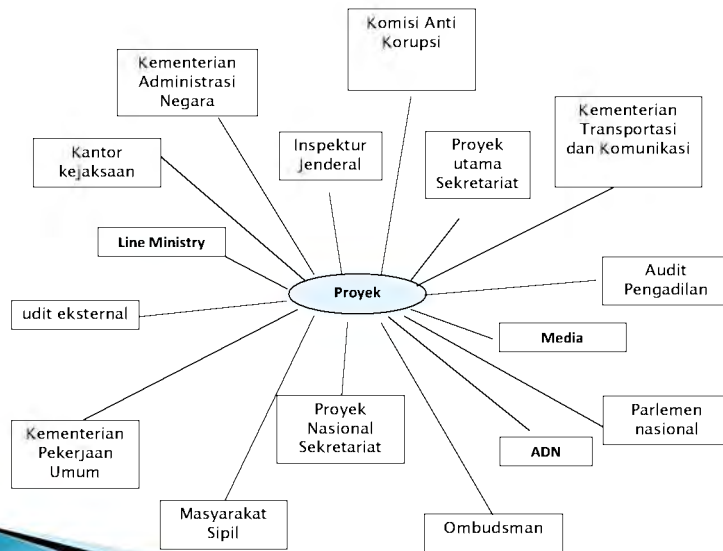 Komisi Anti
Korupsi
Kementerian
Administrasi
Negara
Kementerian
Transportasi
dan Komunikasi
Inspektur
Jenderal
Proyek
utama
Sekretariat
Kantor
kejaksaan
Line Ministry
Audit
Pengadilan
Proyek
udit eksternal
Media
Proyek
Nasional
Sekretariat
Parlemen
nasional
Kementerian
Pekerjaan
Umum
ADN
Masyarakat
Sipil
Ombudsman